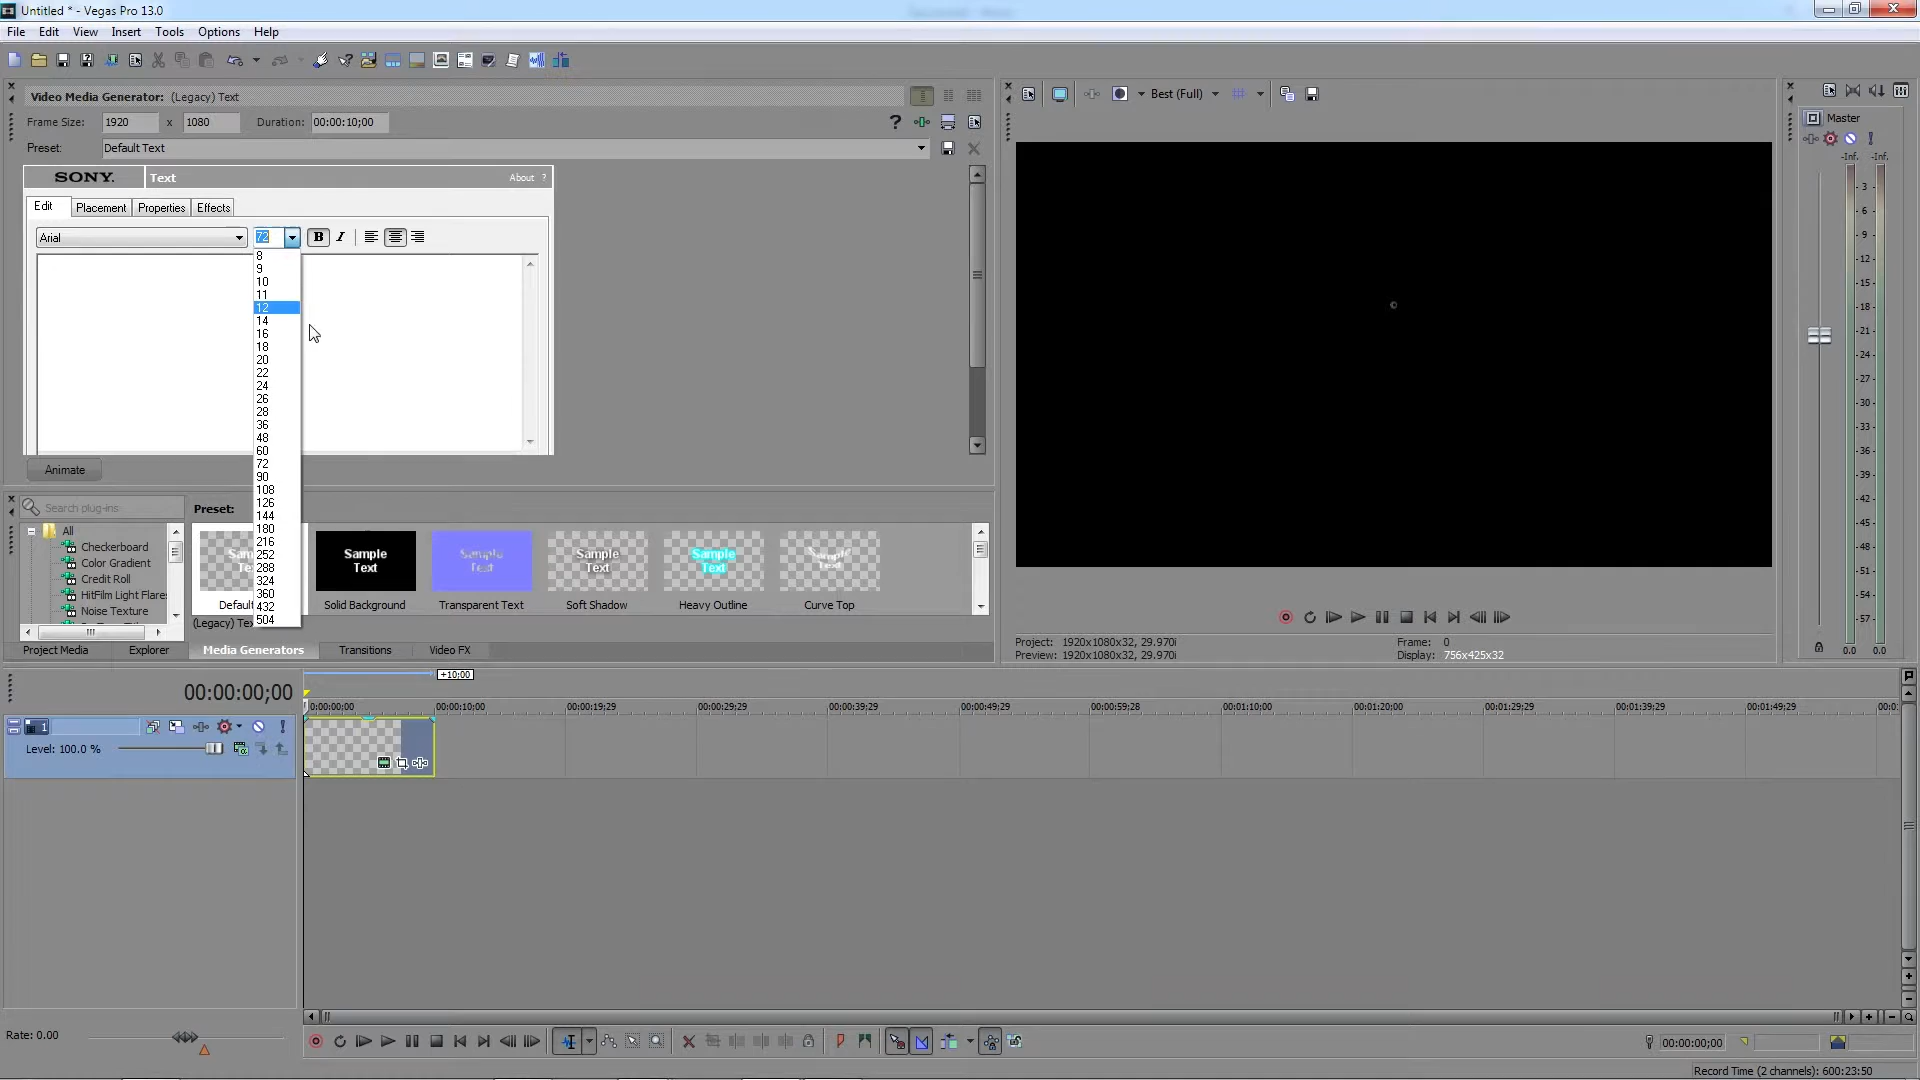 Untitled * - Vegas Pro 13.0
File Edit View Insert Tools Options Help
Video Media Generator: (Legacy) Text
Frame Size: 1920 x 1080 Duration: 00:00:10;00
Preset: Default Text
SONY. Text About ?
Edit Placement Properties Effects
Arial 72 B I
8
9
10
11
12
14
16
18
20
22
24
26
28
36
48
60
72
90
108
126
144
180
216
252
288
324
360
432
504
Animate
Search plug-ins
All
Checkerboard
Color Gradient
Credit Roll
HitFilm Light Flares
Noise Texture
Preset:
Sample Text
Sample Text
Sample Text
Sample Text
Sample Text
Default
Solid Background
Transparent Text
Soft Shadow
Heavy Outline
Curve Top
(Legacy) Tex
Project Media Explorer Media Generators Transitions Video FX
Best (Full)
Project: 1920x1080x32, 29.970i
Preview: 1920x1080x32, 29.970i
Frame: 0
Display: 756x425x32
Master
-Inf. -Inf.
3
6
9
12
15
18
21
24
27
30
33
36
39
42
45
48
51
54
57
0.0 0.0
+10:00
00:00:00;00
0:00:00;00 00:00:10;00 00:00:19;29 00:00:29;29 00:00:39;29 00:00:49;29 00:00:59;28 00:01:10;00 00:01:20;00 00:01:29;29 00:01:39;29 00:01:49;29 00:
1
Level: 100.0 %
Rate: 0.00
00:00:00;00
Record Time (2 channels): 600:23:50